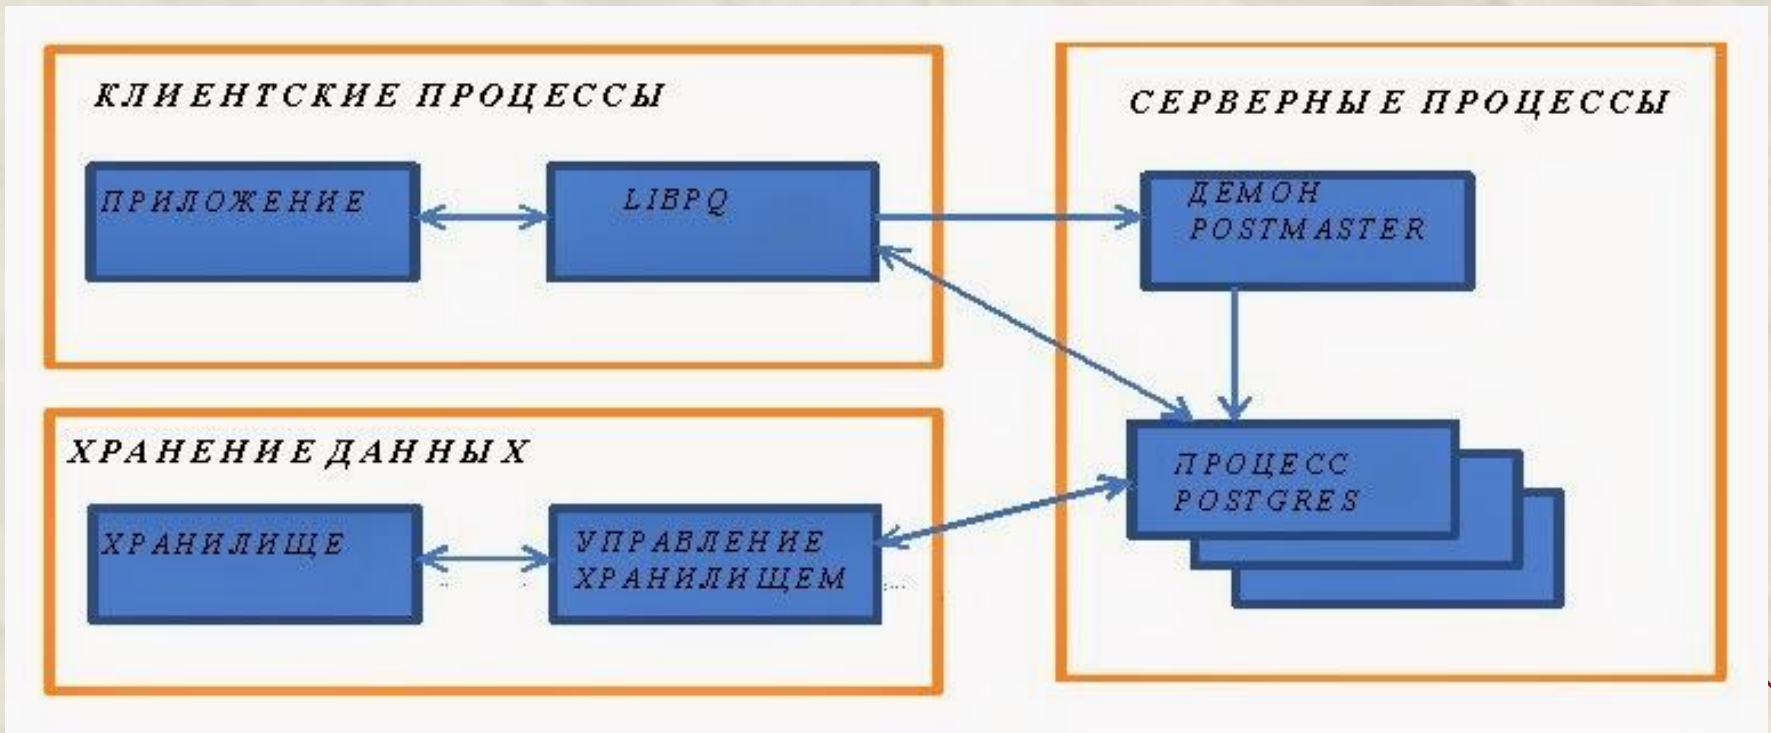 КЛИЕНТСКИЕ ПРОЦЕССЫ
ПРИЛОЖЕНИЕ
LIBPQ
СЕРВЕРНЫЕ ПРОЦЕССЫ
ДЕМОН
POSTMASTER
ПРОЦЕСС
POSTGRES
ХРАНЕНИЕ ДАННЫХ
ХРАНИЛИЩЕ
УПРАВЛЕНИЕ
ХРАНИЛИЩЕМ